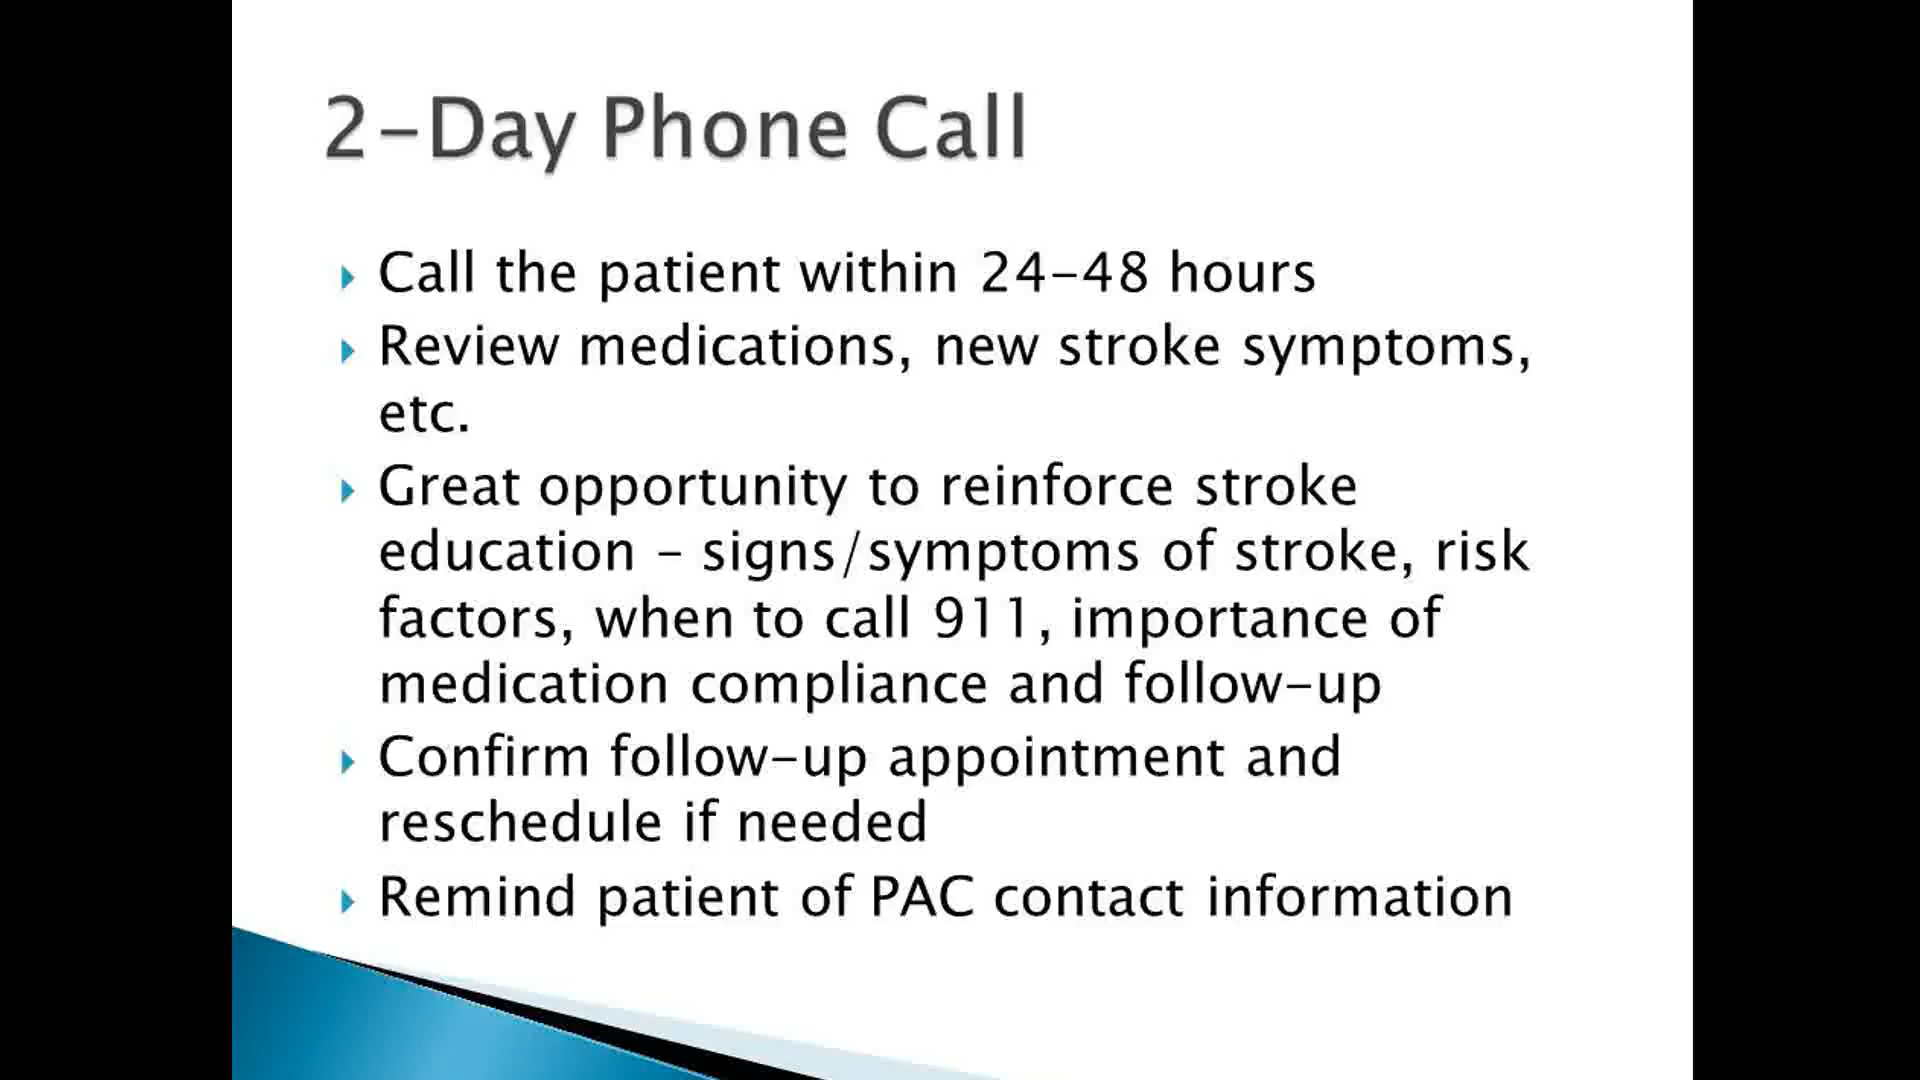 2-Day Phone Call
Call the patient within 24-48 hours
Review medications, new stroke symptoms,
etc.
Great opportunity to reinforce stroke
education – signs/symptoms of stroke, risk
factors, when to call 911, importance of
medication compliance and follow-up
Confirm follow-up appointment and
reschedule if needed
Remind patient of PAC contact information